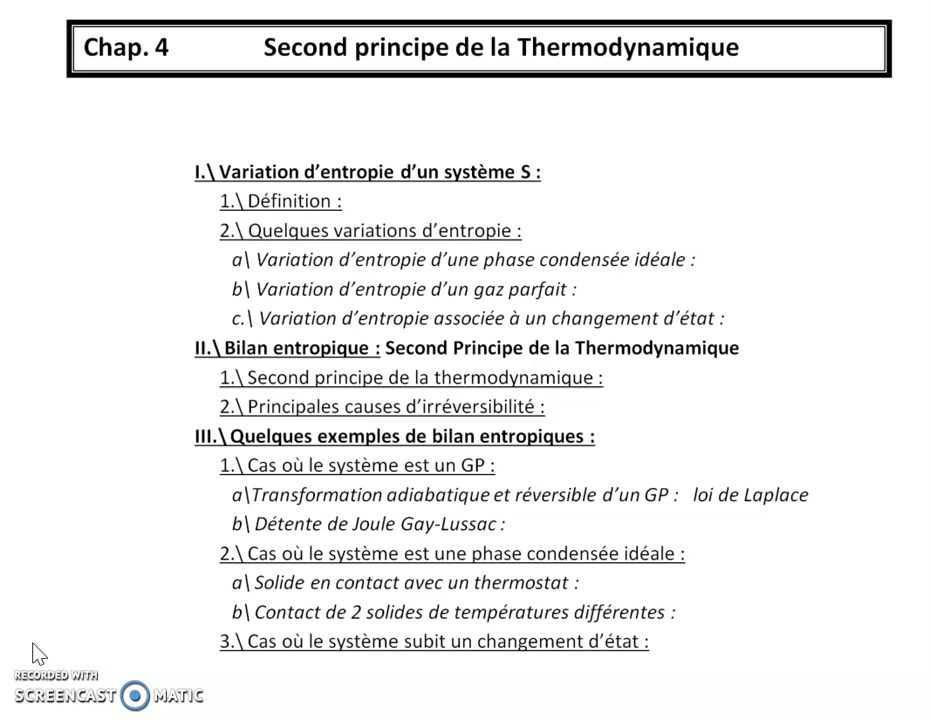 Chap. 4 Second principe de la Thermodynamique
I.\ Variation d'entropie d'un système S :
1.\ Définition :
2.\ Quelques variations d'entropie :
a\ Variation d'entropie d'une phase condensée idéale :
b\ Variation d'entropie d'un gaz parfait :
c.\ Variation d'entropie associée à un changement d'état :
II.\ Bilan entropique : Second Principe de la Thermodynamique
1.\ Second principe de la thermodynamique :
2.\ Principales causes d'irréversibilité :
III.\ Quelques exemples de bilan entropiques :
1.\ Cas où le système est un GP :
a\Transformation adiabatique et réversible d'un GP : loi de Laplace
b\ Détente de Joule Gay-Lussac :
2.\ Cas où le système est une phase condensée idéale :
a\ Solide en contact avec un thermostat :
b\ Contact de 2 solides de températures différentes :
3.\ Cas où le système subit un changement d'état :
RECORDED WITH
SCREENCAST MATIC